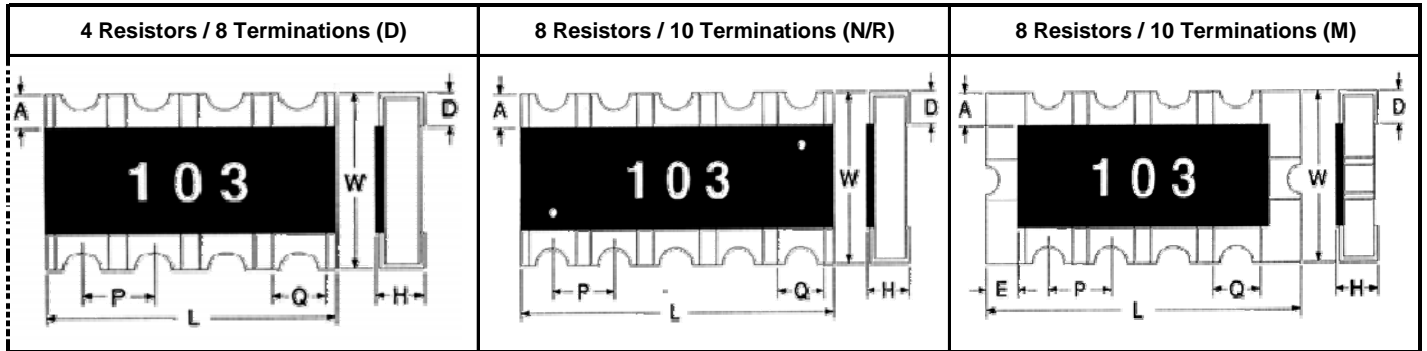 4 Resistors / 8 Terminations (D)
8 Resistors / 10 Terminations (N/R)
8 Resistors / 10 Terminations (M)
A
103
W
D
P
Q
H
L
A
103
W
D
P
Q
H
L
A
103
W
D
E
P
Q
H
L